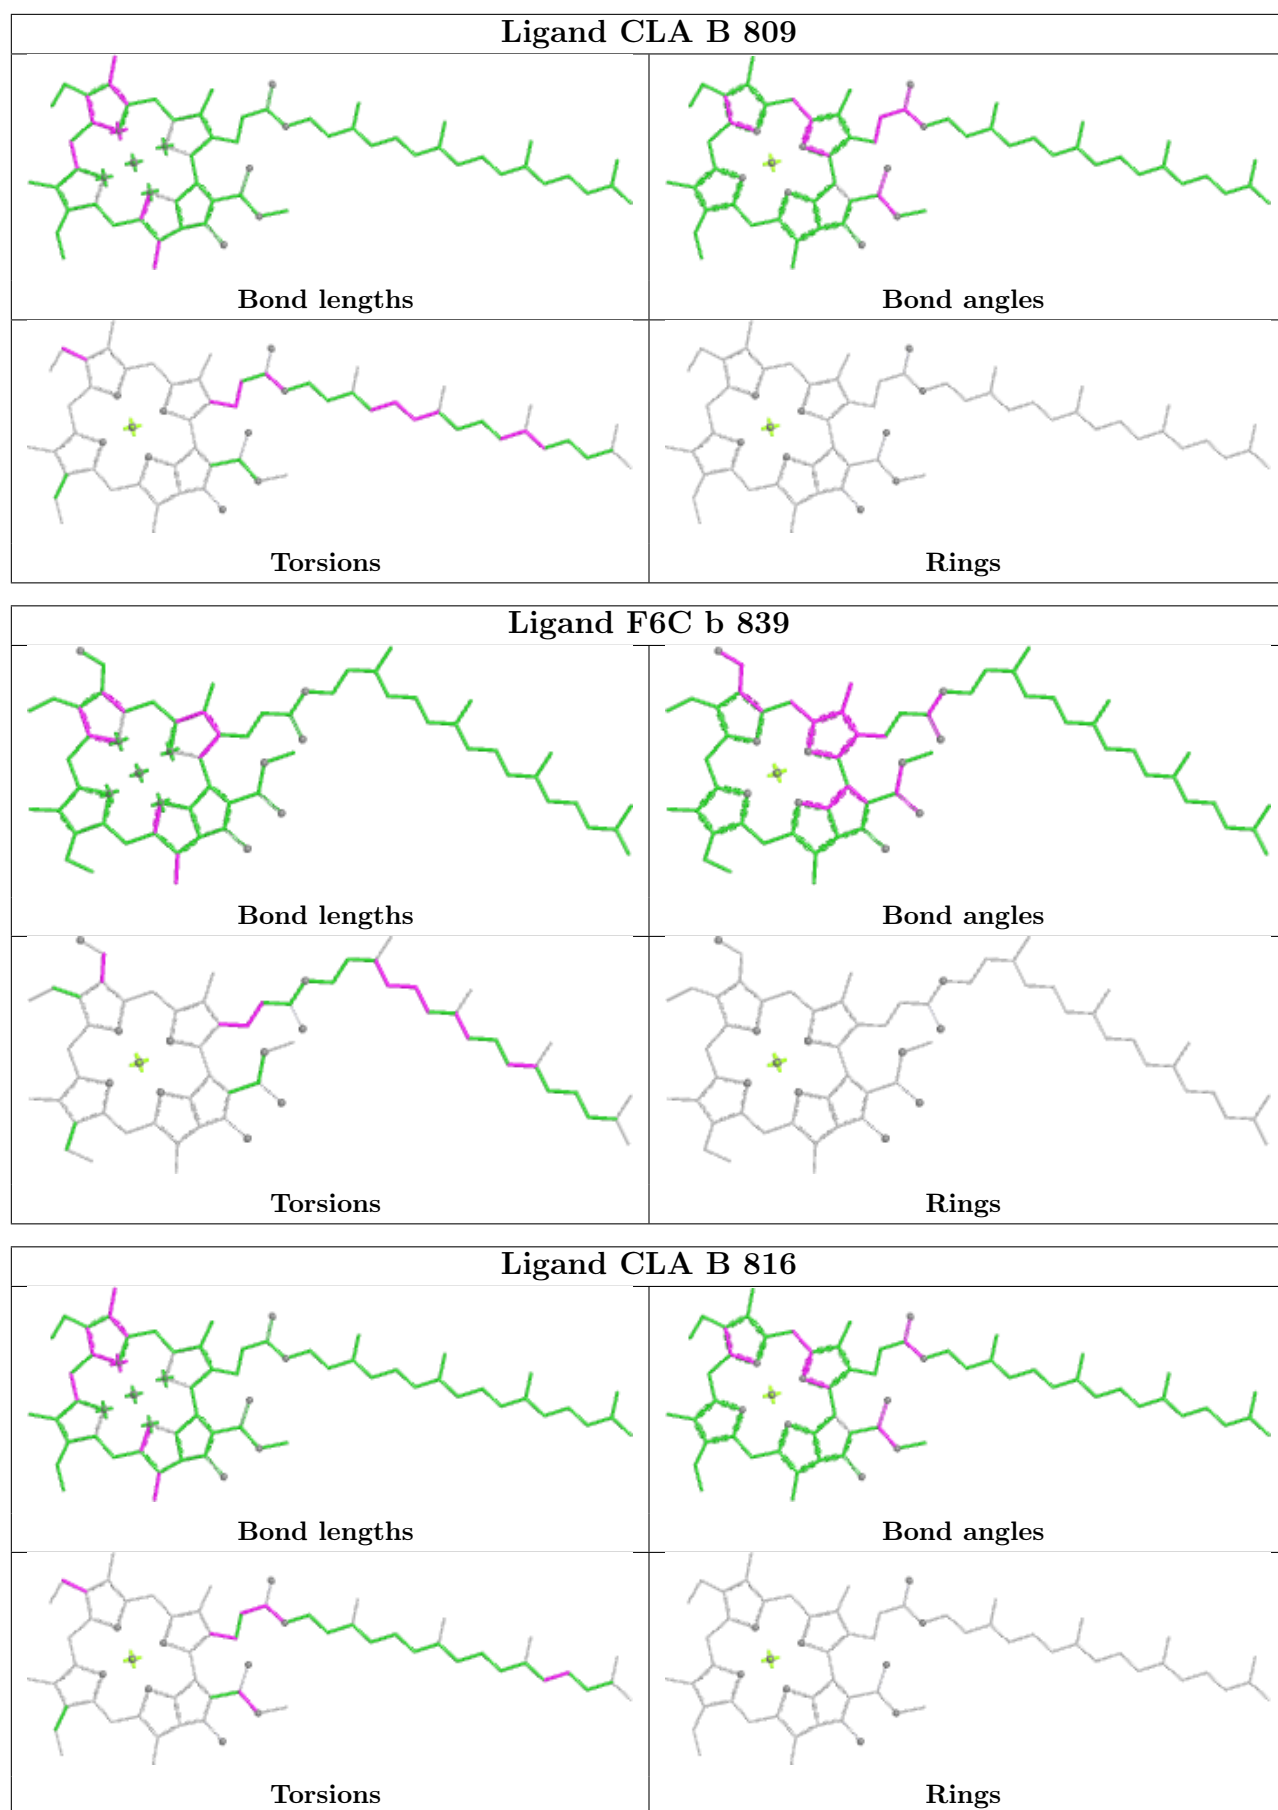 Ligand CLA B 809
Bond lengths
Bond angles
Torsions
Rings
Ligand F6C b 839
Bond lengths
Bond angles
Torsions
Rings
Ligand CLA B 816
Bond lengths
Bond angles
Torsions
Rings